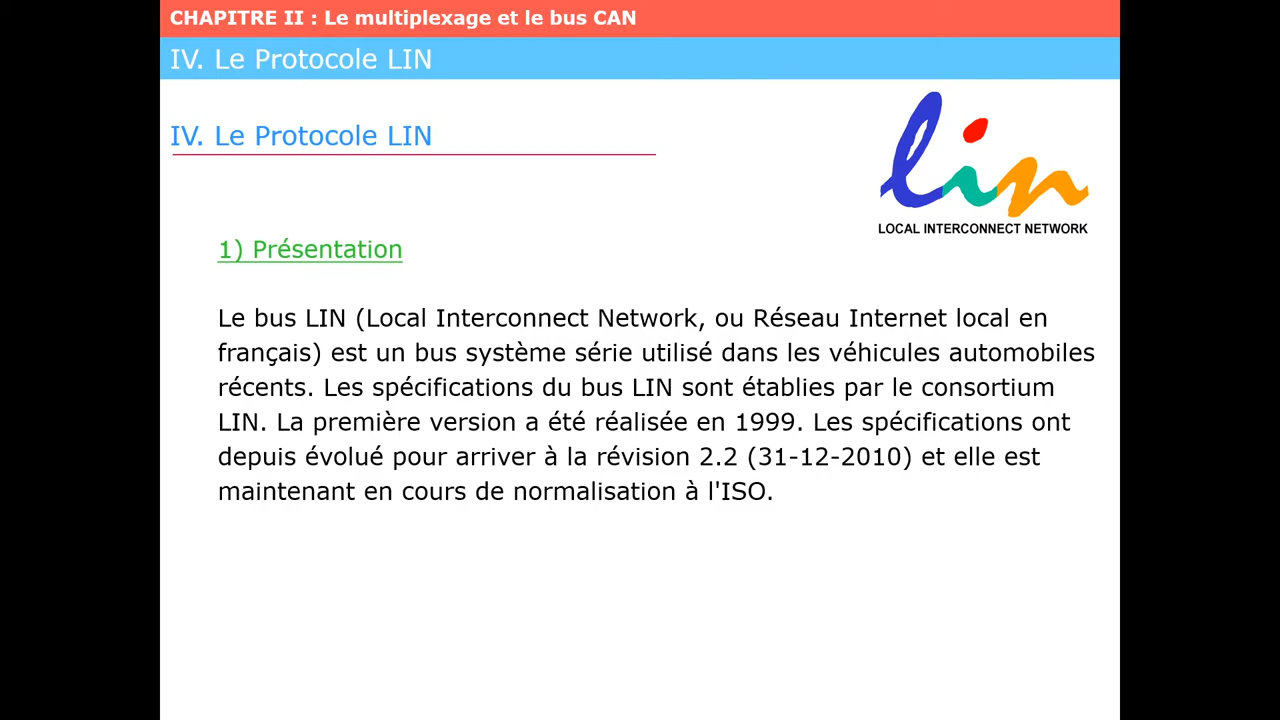 CHAPITRE II : Le multiplexage et le bus CAN
IV. Le Protocole LIN
IV. Le Protocole LIN
lin
LOCAL INTERCONNECT NETWORK
1) Présentation
Le bus LIN (Local Interconnect Network, ou Réseau Internet local en
français) est un bus système série utilisé dans les véhicules automobiles
récents. Les spécifications du bus LIN sont établies par le consortium
LIN. La première version a été réalisée en 1999. Les spécifications ont
depuis évolué pour arriver à la révision 2.2 (31-12-2010) et elle est
maintenant en cours de normalisation à l'ISO.